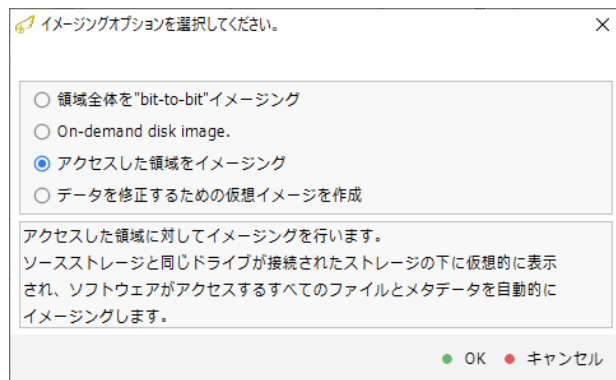 イメージングオプションを選択してください。
領域全体を"bit-to-bit"イメージング
On-demand disk image.
アクセスした領域をイメージング
データを修正するための仮想イメージを作成
アクセスした領域に対してイメージングを行います。
ソースストレージと同じドライブが接続されたストレージの下に仮想的に表示
され、ソフトウェアがアクセスするすべてのファイルとメタデータを自動的に
イメージングします。
OK キャンセル